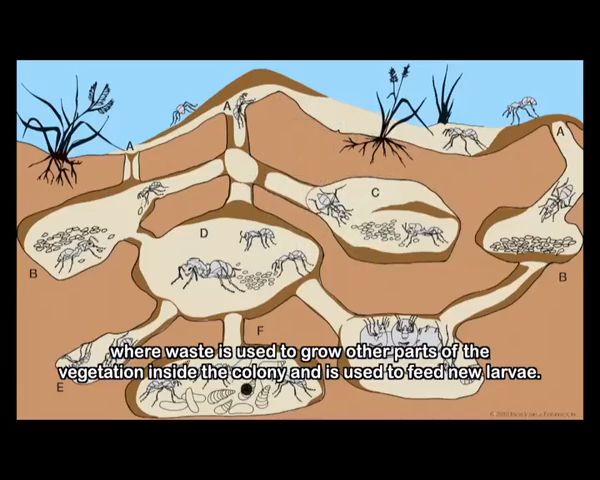 A
A
A
C
D
B
B
F
E
where waste is used to grow other parts of the
vegetation inside the colony and is used to feed new larvae.